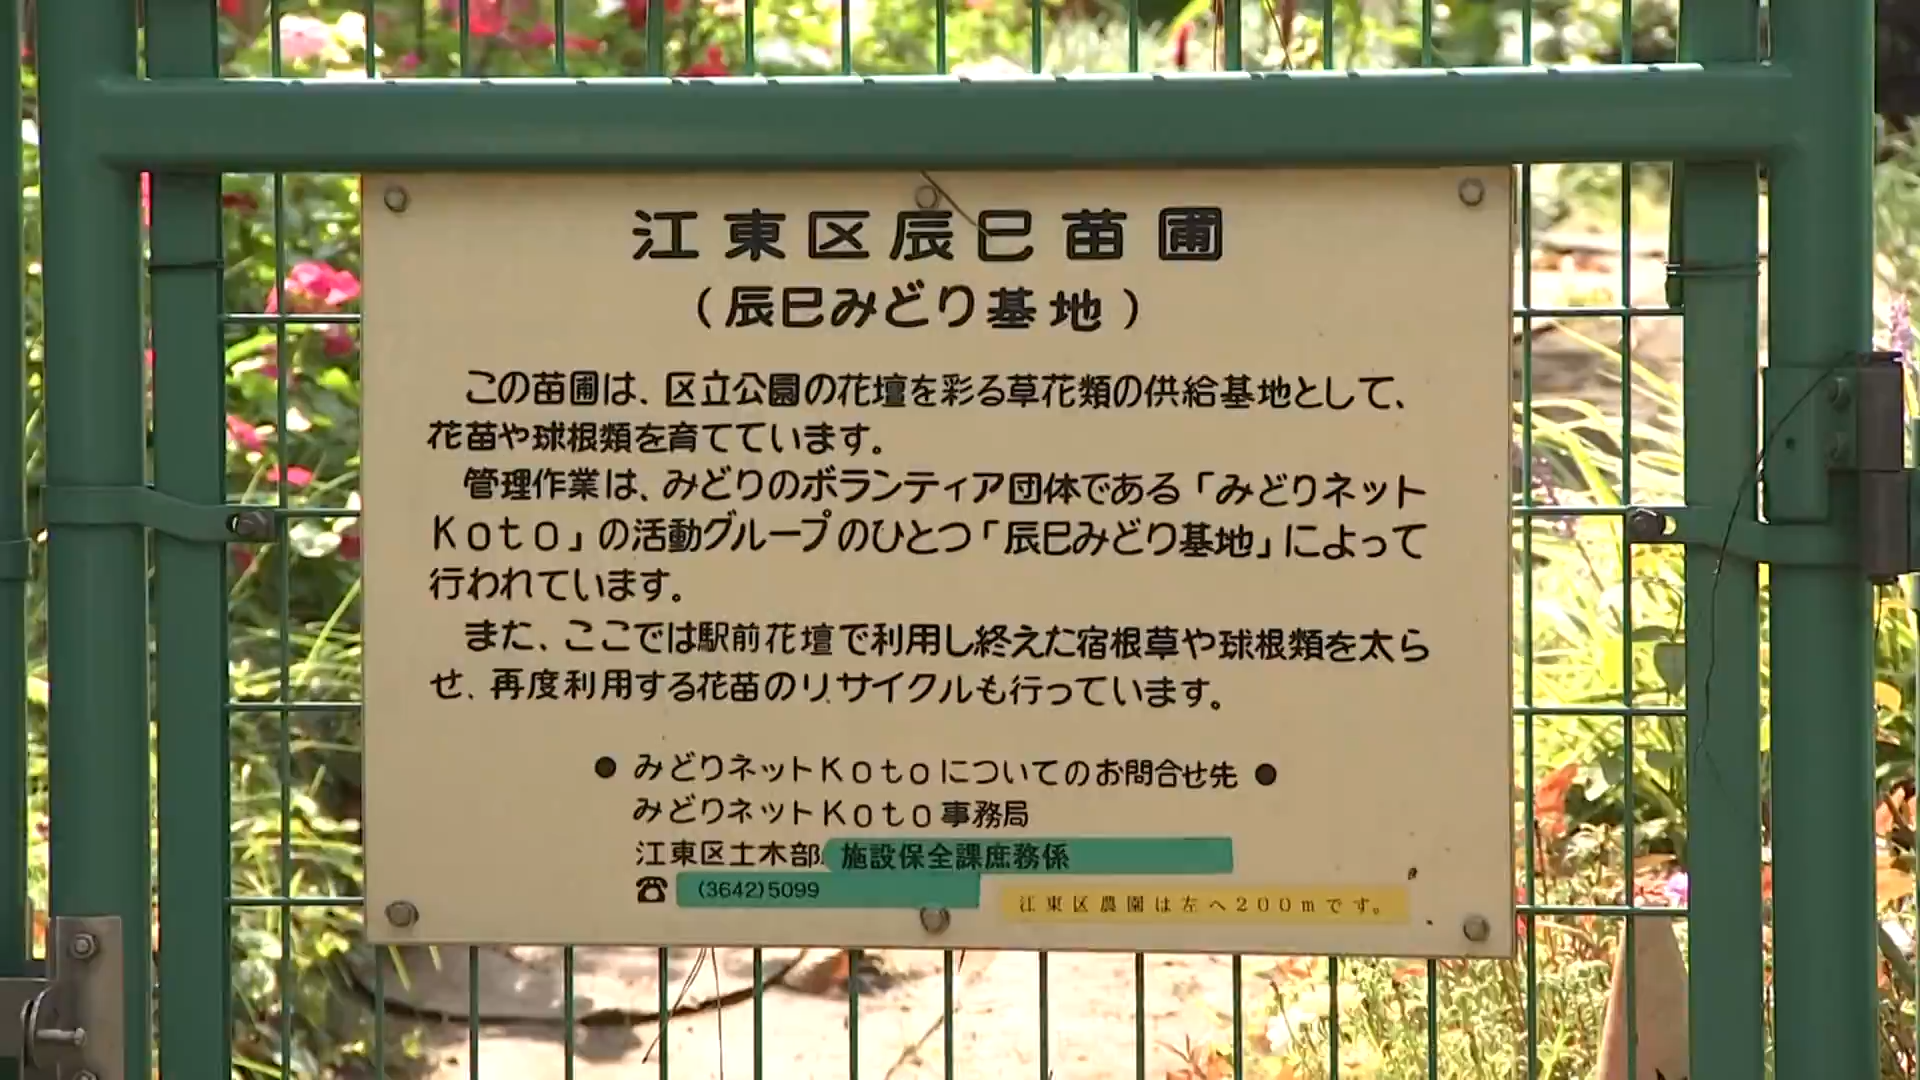 江東区辰巳苗圃
（辰巳みどり基地）
この苗圃は、区立公園の花壇を彩る草花類の供給基地として、
花苗や球根類を育てています。
管理作業は、みどりのボランティア団体である「みどりネット
Ｋｏｔｏ」の活動グループのひとつ「辰巳みどり基地」によって
行われています。
また、ここでは駅前花壇で利用し終えた宿根草や球根類を太ら
せ、再度利用する花苗のリサイクルも行っています。
● みどりネットＫｏｔｏについてのお問合せ先 ●
みどりネットＫｏｔｏ事務局
江東区土木部 施設保全課庶務係
☎ (3642)5099
江東区農園は左へ２００ｍです。